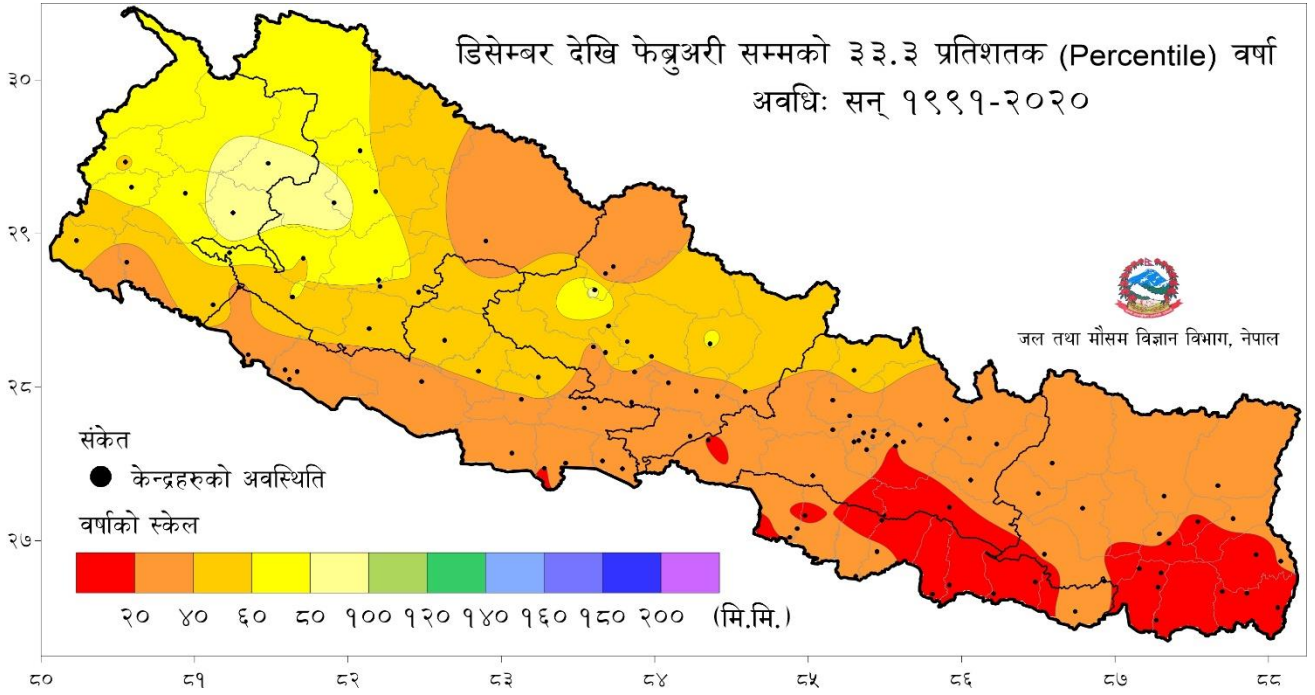 डिसेम्बर देखि फेब्रुअरी सम्मको ३३.३ प्रतिशतक (Percentile) वर्षा
अवधिः सन् १९९१-२०२०
३०
२९
२८
२७
जल तथा मौसम विज्ञान विभाग, नेपाल
संकेत
केन्द्रहरुको अवस्थिति
वर्षाको स्केल
२० ४० ६० ८० १०० १२० १४० १६० १८० २०० (मि.मि.)
८० ८१ ८२ ८३ ८४ ८५ ८६ ८७ ८८